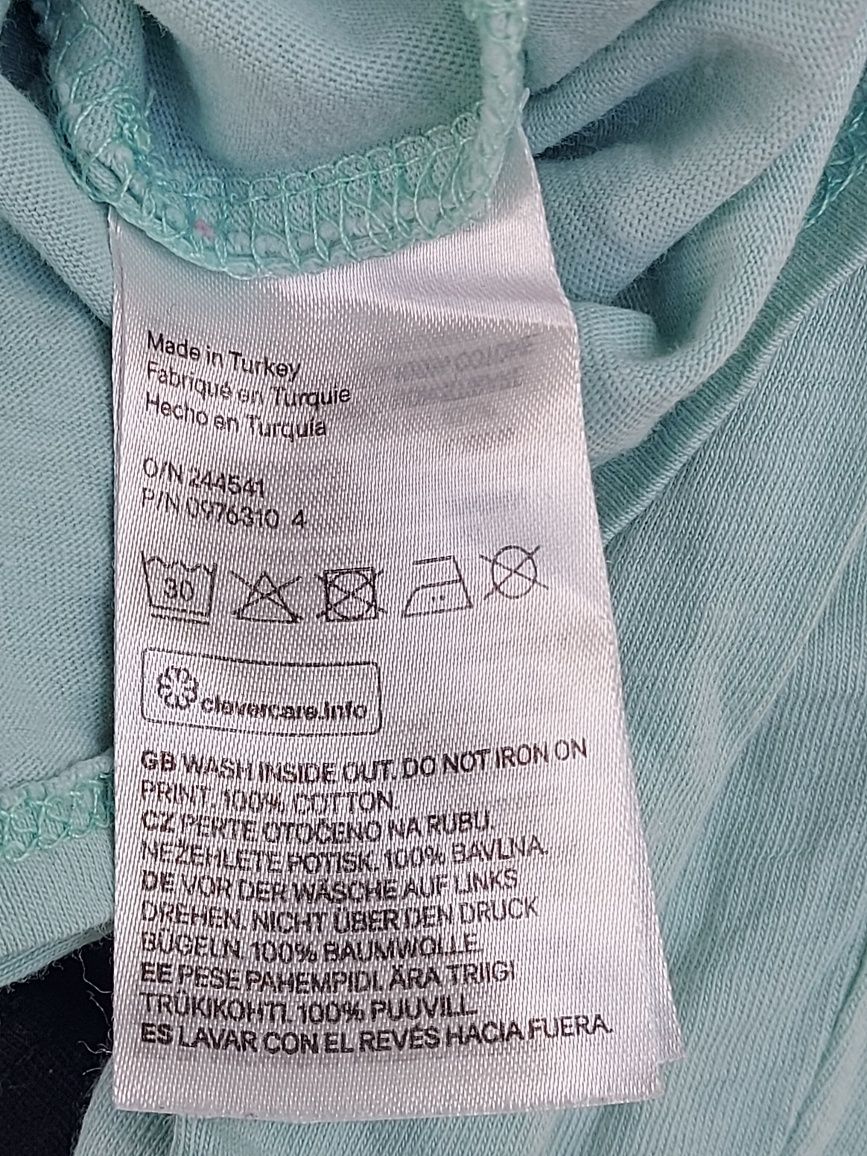 Made in Turkey
Fabriqué en Turquie
Hecho en Turquía
O/N 244541
P/N 0976310 4
30
clevercare.info
GB WASH INSIDE OUT. DO NOT IRON ON
PRINT. 100% COTTON.
CZ PERTE OTOČENO NA RUBU.
NEŽEHLETE POTISK. 100% BAVLNA.
DE VOR DER WÄSCHE AUF LINKS
DREHEN. NICHT ÜBER DEN DRUCK
BÜGELN. 100% BAUMWOLLE.
EE PESE PAHEMPIDI. ÄRA TRIIGI
TRÜKIKOHTI. 100% PUUVILL.
ES LAVAR CON EL REVÉS HACIA FUERA.